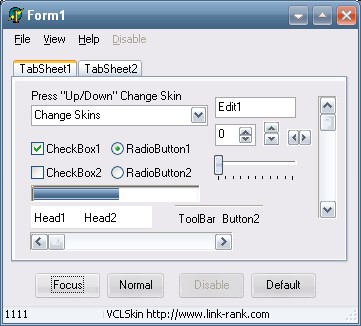 Form1
File View Help Disable
TabSheet1 TabSheet2
Press "Up/Down" Change Skin
Edit1
Change Skins
0
CheckBox1 RadioButton1
CheckBox2 RadioButton2
Head1 Head2 ToolBar Button2
Focus Normal Disable Default
1111 VCLSkin http://www.link-rank.com